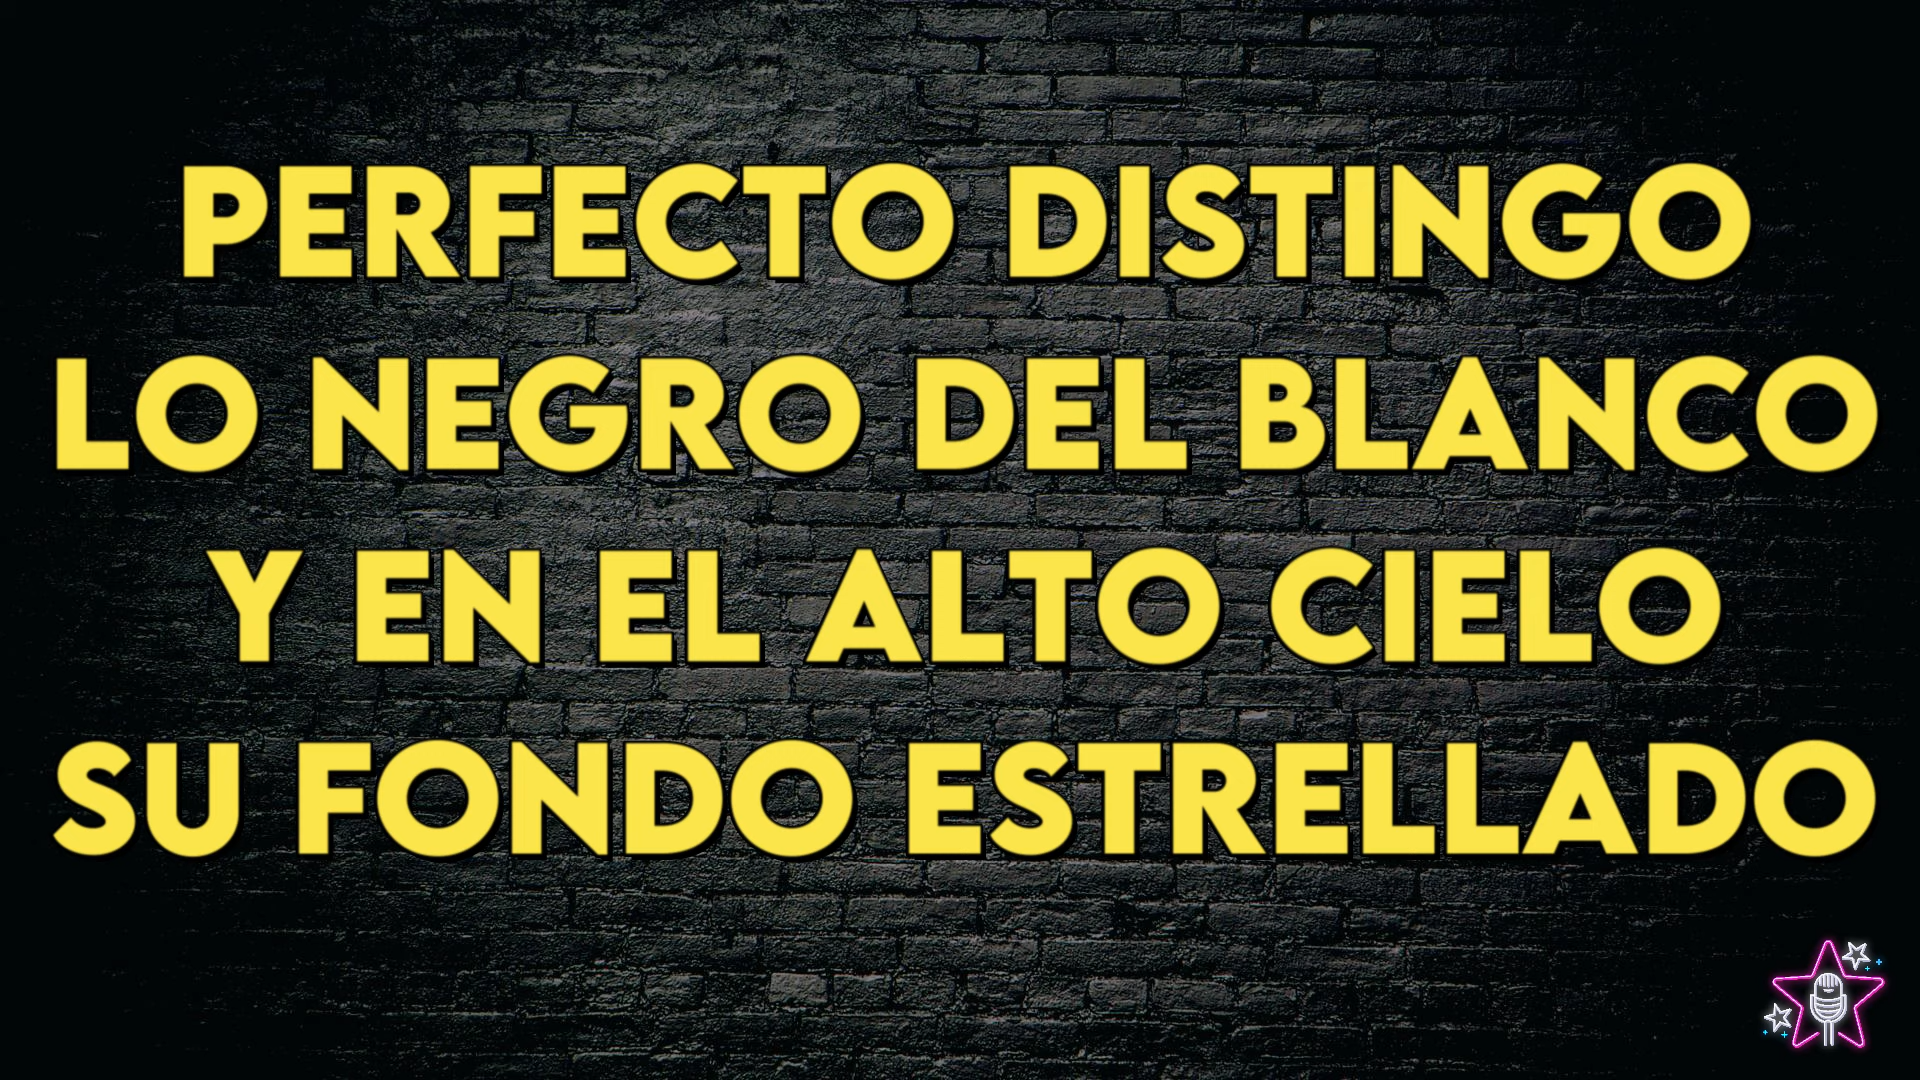 PERFECTO DISTINGO
LO NEGRO DEL BLANCO
Y EN EL ALTO CIELO
SU FONDO ESTRELLADO